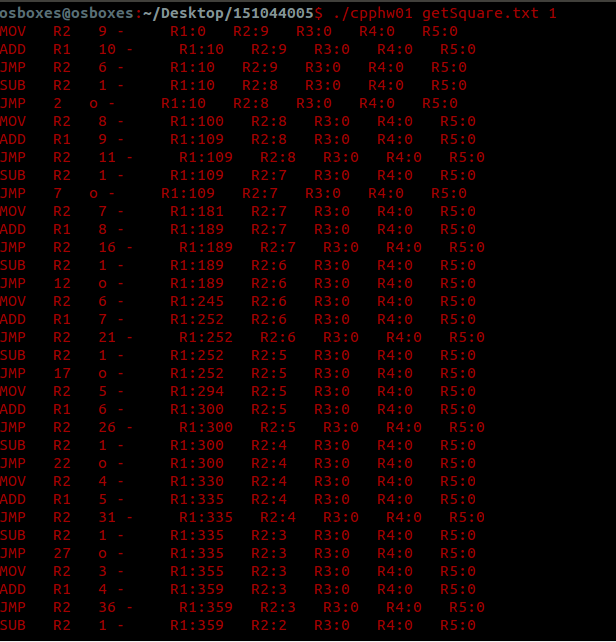 osboxes@osboxes:~/Desktop/151044005$ ./cpphw01 getSquare.txt 1
MOV R2 9 - R1:0 R2:9 R3:0 R4:0 R5:0
ADD R1 10 - R1:10 R2:9 R3:0 R4:0 R5:0
JMP R2 6 - R1:10 R2:9 R3:0 R4:0 R5:0
SUB R2 1 - R1:10 R2:8 R3:0 R4:0 R5:0
JMP 2 o - R1:10 R2:8 R3:0 R4:0 R5:0
MOV R2 8 - R1:100 R2:8 R3:0 R4:0 R5:0
ADD R1 9 - R1:109 R2:8 R3:0 R4:0 R5:0
JMP R2 11 - R1:109 R2:8 R3:0 R4:0 R5:0
SUB R2 1 - R1:109 R2:7 R3:0 R4:0 R5:0
JMP 7 o - R1:109 R2:7 R3:0 R4:0 R5:0
MOV R2 7 - R1:181 R2:7 R3:0 R4:0 R5:0
ADD R1 8 - R1:189 R2:7 R3:0 R4:0 R5:0
JMP R2 16 - R1:189 R2:7 R3:0 R4:0 R5:0
SUB R2 1 - R1:189 R2:6 R3:0 R4:0 R5:0
JMP 12 o - R1:189 R2:6 R3:0 R4:0 R5:0
MOV R2 6 - R1:245 R2:6 R3:0 R4:0 R5:0
ADD R1 7 - R1:252 R2:6 R3:0 R4:0 R5:0
JMP R2 21 - R1:252 R2:6 R3:0 R4:0 R5:0
SUB R2 1 - R1:252 R2:5 R3:0 R4:0 R5:0
JMP 17 o - R1:252 R2:5 R3:0 R4:0 R5:0
MOV R2 5 - R1:294 R2:5 R3:0 R4:0 R5:0
ADD R1 6 - R1:300 R2:5 R3:0 R4:0 R5:0
JMP R2 26 - R1:300 R2:5 R3:0 R4:0 R5:0
SUB R2 1 - R1:300 R2:4 R3:0 R4:0 R5:0
JMP 22 o - R1:300 R2:4 R3:0 R4:0 R5:0
MOV R2 4 - R1:330 R2:4 R3:0 R4:0 R5:0
ADD R1 5 - R1:335 R2:4 R3:0 R4:0 R5:0
JMP R2 31 - R1:335 R2:4 R3:0 R4:0 R5:0
SUB R2 1 - R1:335 R2:3 R3:0 R4:0 R5:0
JMP 27 o - R1:335 R2:3 R3:0 R4:0 R5:0
MOV R2 3 - R1:355 R2:3 R3:0 R4:0 R5:0
ADD R1 4 - R1:359 R2:3 R3:0 R4:0 R5:0
JMP R2 36 - R1:359 R2:3 R3:0 R4:0 R5:0
SUB R2 1 - R1:359 R2:2 R3:0 R4:0 R5:0